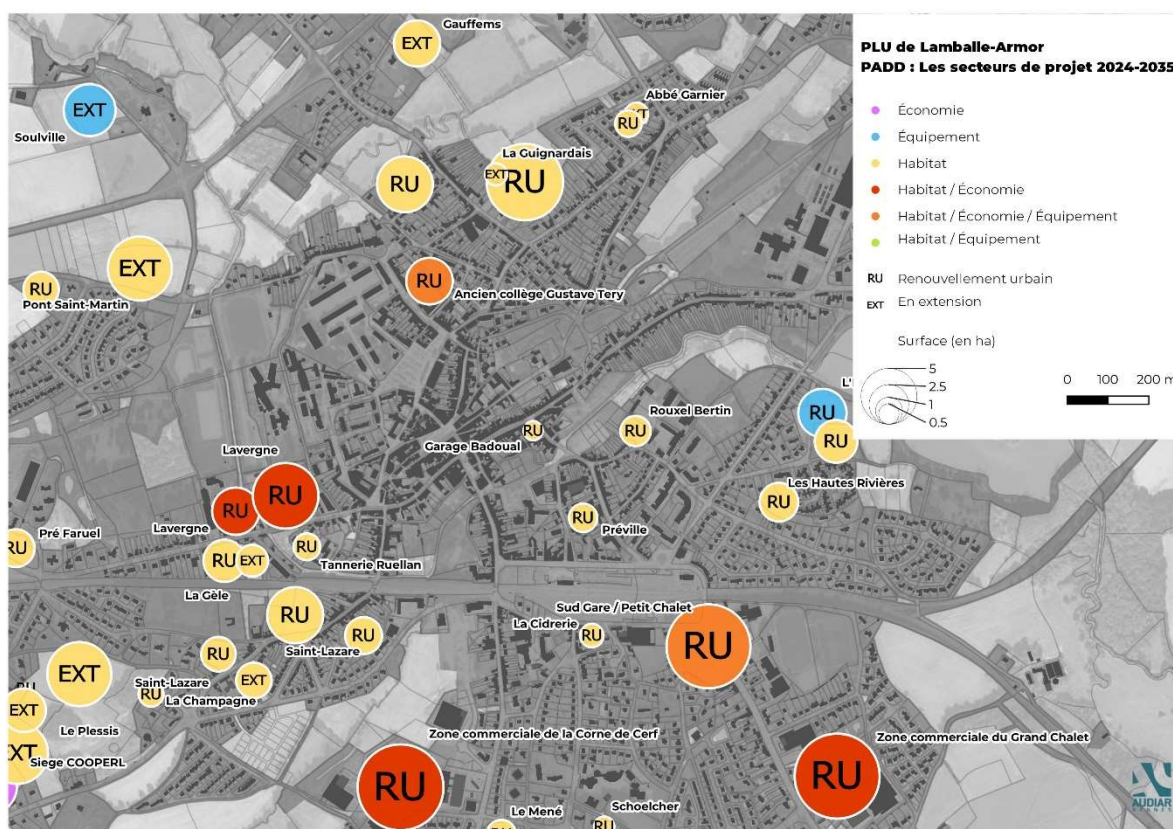 Gauffems
EXT
EXT
Soulville
Abbé Garnier
EXT
RU
La Guignardais
RU
EXT
RU
EXT
RU
Pont Saint-Martin
RU
Ancien collège Gustave Tery
PLU de Lamballe-Armor
PADD : Les secteurs de projet 2024-2035
Économie
Équipement
Habitat
Habitat / Économie
Habitat / Économie / Équipement
Habitat / Équipement
RU Renouvellement urbain
EXT En extension
Surface (en ha)
5
2.5
1
0.5
0 100 200 m
L'
RU
RU
Rouxel Bertin
RU
RU
Garage Badoual
Les Hautes Rivières
RU
Préville
RU
Lavergne
RU
RU
Lavergne
Pré Faruel
RU
RU
EXT
RU
Tannerie Ruellan
La Gèle
RU
RU
Saint-Lazare
Sud Gare / Petit Chalet
La Cidrerie
RU
RU
RU
EXT
EXT
Saint-Lazare
RU
La Champagne
RU
EXT
Le Plessis
EXT
Siege COOPERL
Zone commerciale de la Corne de Cerf
RU
Zone commerciale du Grand Chalet
RU
Le Mené
RU
Schoelcher
RU
AUDIAR
RENNES